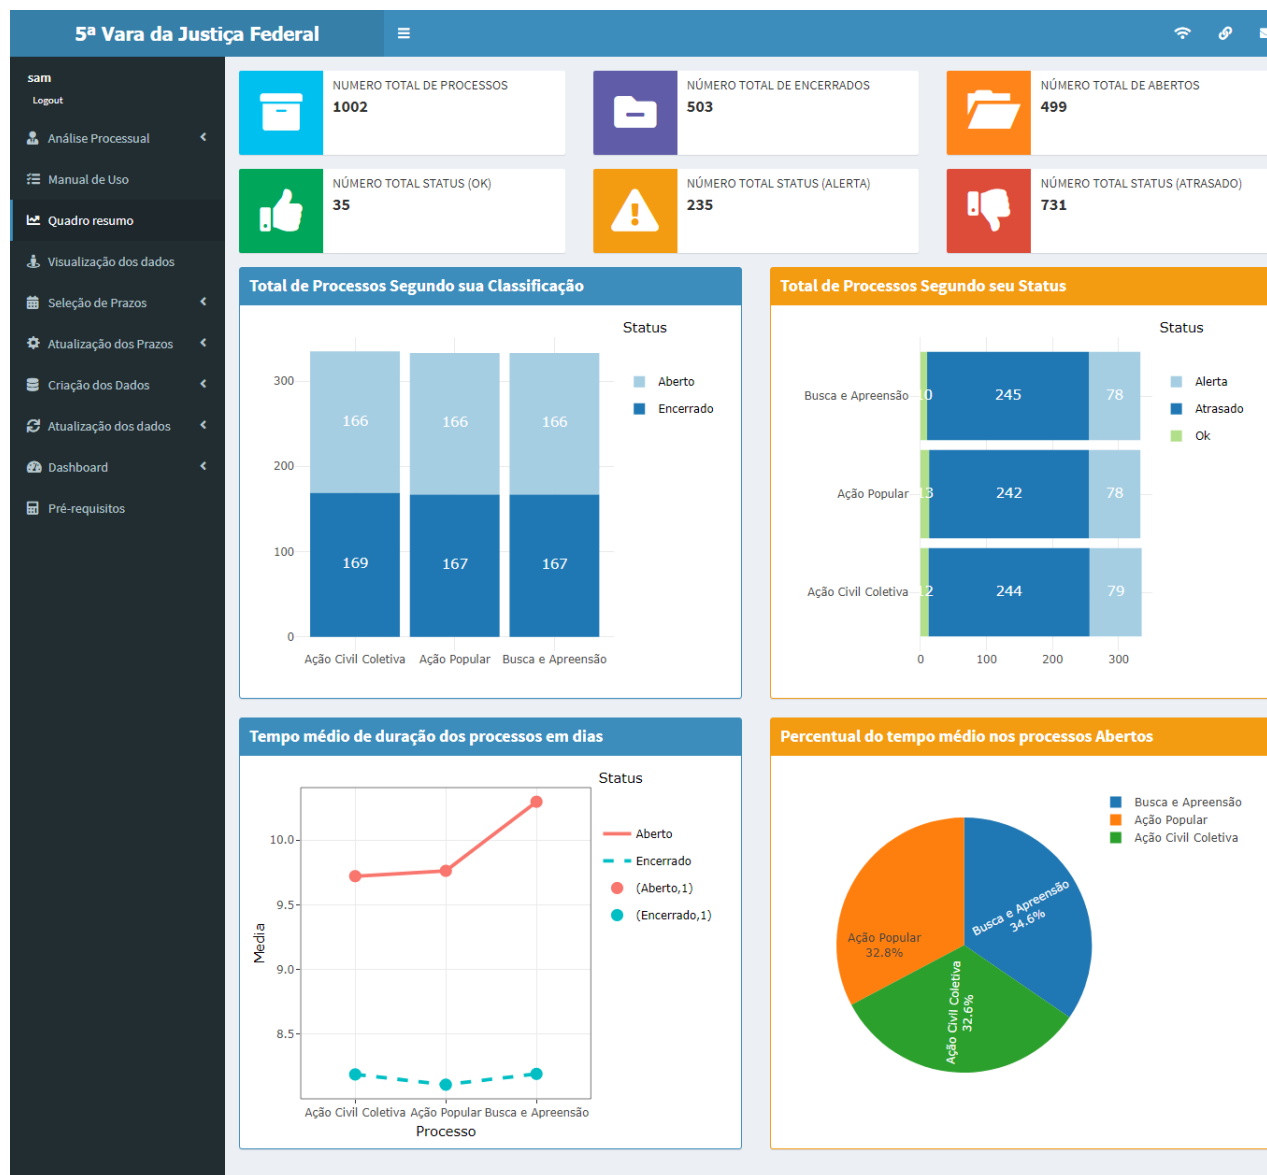 5ª Vara da Justiça Federal
sam
Logout
Análise Processual
Manual de Uso
Quadro resumo
Visualização dos dados
Seleção de Prazos
Atualização dos Prazos
Criação dos Dados
Atualização dos dados
Dashboard
Pré-requisitos
NUMERO TOTAL DE PROCESSOS
1002
NÚMERO TOTAL DE ENCERRADOS
503
NÚMERO TOTAL DE ABERTOS
499
NÚMERO TOTAL STATUS (OK)
35
NÚMERO TOTAL STATUS (ALERTA)
235
NÚMERO TOTAL STATUS (ATRASADO)
731
Total de Processos Segundo sua Classificação
Status
Aberto
Encerrado
300
200
100
0
166
166
166
169
167
167
Ação Civil Coletiva
Ação Popular
Busca e Apreensão
Total de Processos Segundo seu Status
Status
Alerta
Atrasado
Ok
Busca e Apreensão
10
245
78
Ação Popular
13
242
78
Ação Civil Coletiva
12
244
79
0
100
200
300
Tempo médio de duração dos processos em dias
Status
Aberto
Encerrado
(Aberto,1)
(Encerrado,1)
Media
10.0
9.5
9.0
8.5
Ação Civil Coletiva
Ação Popular
Busca e Apreensão
Processo
Percentual do tempo médio nos processos Abertos
Busca e Apreensão
Ação Popular
Ação Civil Coletiva
Busca e Apreensão
34.6%
Ação Popular
32.8%
Ação Civil Coletiva
32.6%